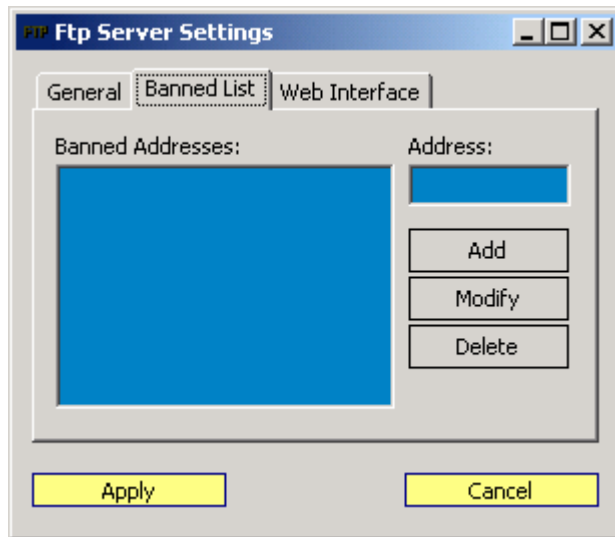 FTP Ftp Server Settings
General Banned List Web Interface
Banned Addresses: Address:
Add
Modify
Delete
Apply Cancel